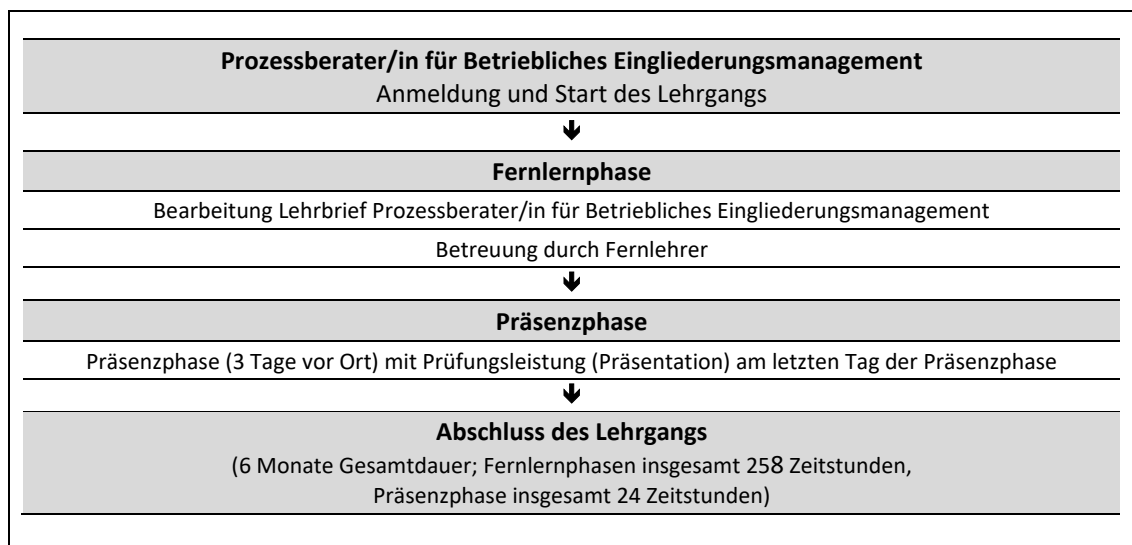 Prozessberater/in für Betriebliches Eingliederungsmanagement
Anmeldung und Start des Lehrgangs
🡻
Fernlernphase
Bearbeitung Lehrbrief Prozessberater/in für Betriebliches Eingliederungsmanagement
Betreuung durch Fernlehrer
🡻
Präsenzphase
Präsenzphase (3 Tage vor Ort) mit Prüfungsleistung (Präsentation) am letzten Tag der Präsenzphase
🡻
Abschluss des Lehrgangs
(6 Monate Gesamtdauer; Fernlernphasen insgesamt 258 Zeitstunden,
Präsenzphase insgesamt 24 Zeitstunden)